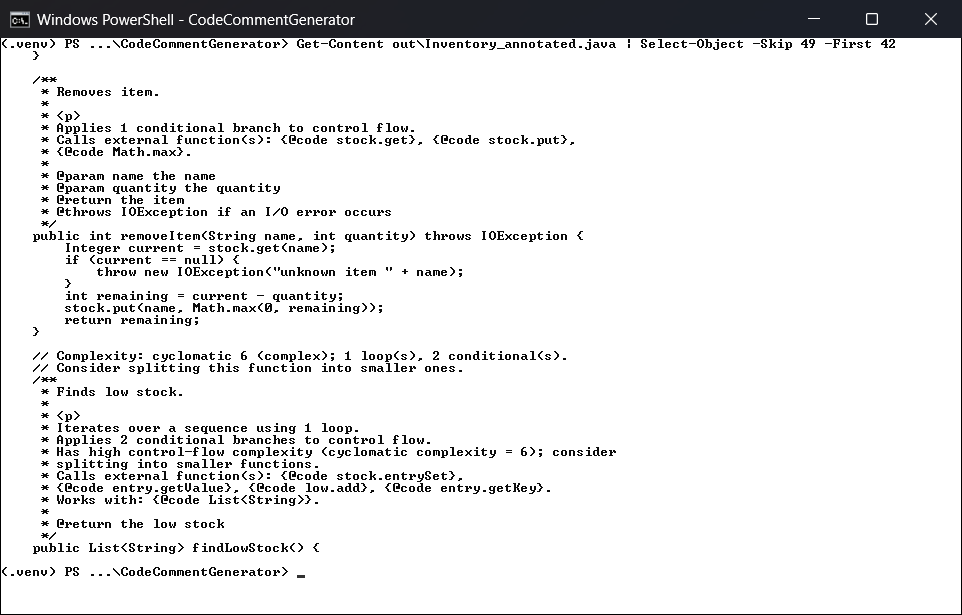 Windows PowerShell - CodeCommentGenerator
(.venv) PS ...\CodeCommentGenerator> Get-Content out\Inventory_annotated.java | Select-Object -Skip 49 -First 42
    }

    /**
     * Removes item.
     *
     * <p>
     * Applies 1 conditional branch to control flow.
     * Calls external function(s): {@code stock.get}, {@code stock.put},
     * {@code Math.max}.
     *
     * @param name the name
     * @param quantity the quantity
     * @return the item
     * @throws IOException if an I/O error occurs
     */
    public int removeItem(String name, int quantity) throws IOException {
        Integer current = stock.get(name);
        if (current == null) {
            throw new IOException("unknown item " + name);
        }
        int remaining = current - quantity;
        stock.put(name, Math.max(0, remaining));
        return remaining;
    }

    // Complexity: cyclomatic 6 (complex); 1 loop(s), 2 conditional(s).
    // Consider splitting this function into smaller ones.
    /**
     * Finds low stock.
     *
     * <p>
     * Iterates over a sequence using 1 loop.
     * Applies 2 conditional branches to control flow.
     * Has high control-flow complexity (cyclomatic complexity = 6); consider
     * splitting into smaller functions.
     * Calls external function(s): {@code stock.entrySet},
     * {@code entry.getValue}, {@code low.add}, {@code entry.getKey}.
     * Works with: {@code List<String>}.
     *
     * @return the low stock
     */
    public List<String> findLowStock() {

(.venv) PS ...\CodeCommentGenerator> _